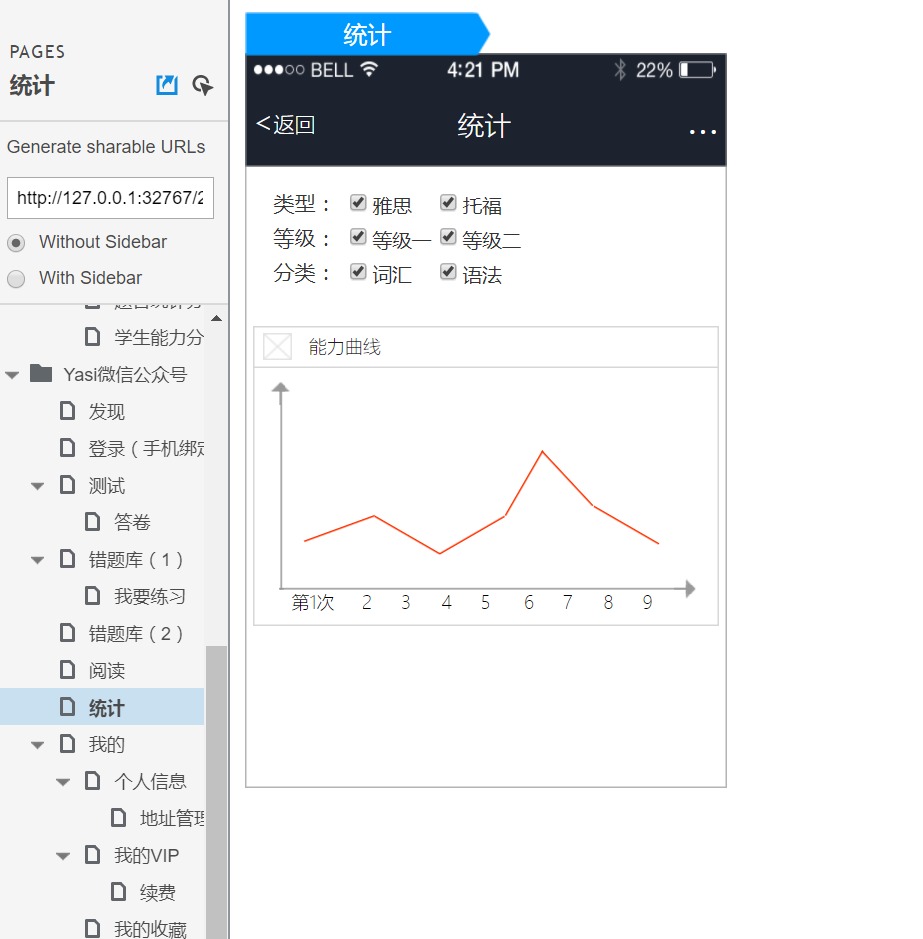 PAGES
统计
Generate sharable URLs
http://127.0.0.1:32767/2
Without Sidebar
With Sidebar
学生能力分
Yasi微信公众号
发现
登录（手机绑定
测试
答卷
错题库（1）
我要练习
错题库（2）
阅读
统计
我的
个人信息
地址管理
我的VIP
续费
我的收藏
统计
BELL 4:21 PM 22%
<返回 统计 ...
类型： 雅思 托福
等级： 等级一 等级二
分类： 词汇 语法
能力曲线
第1次 2 3 4 5 6 7 8 9